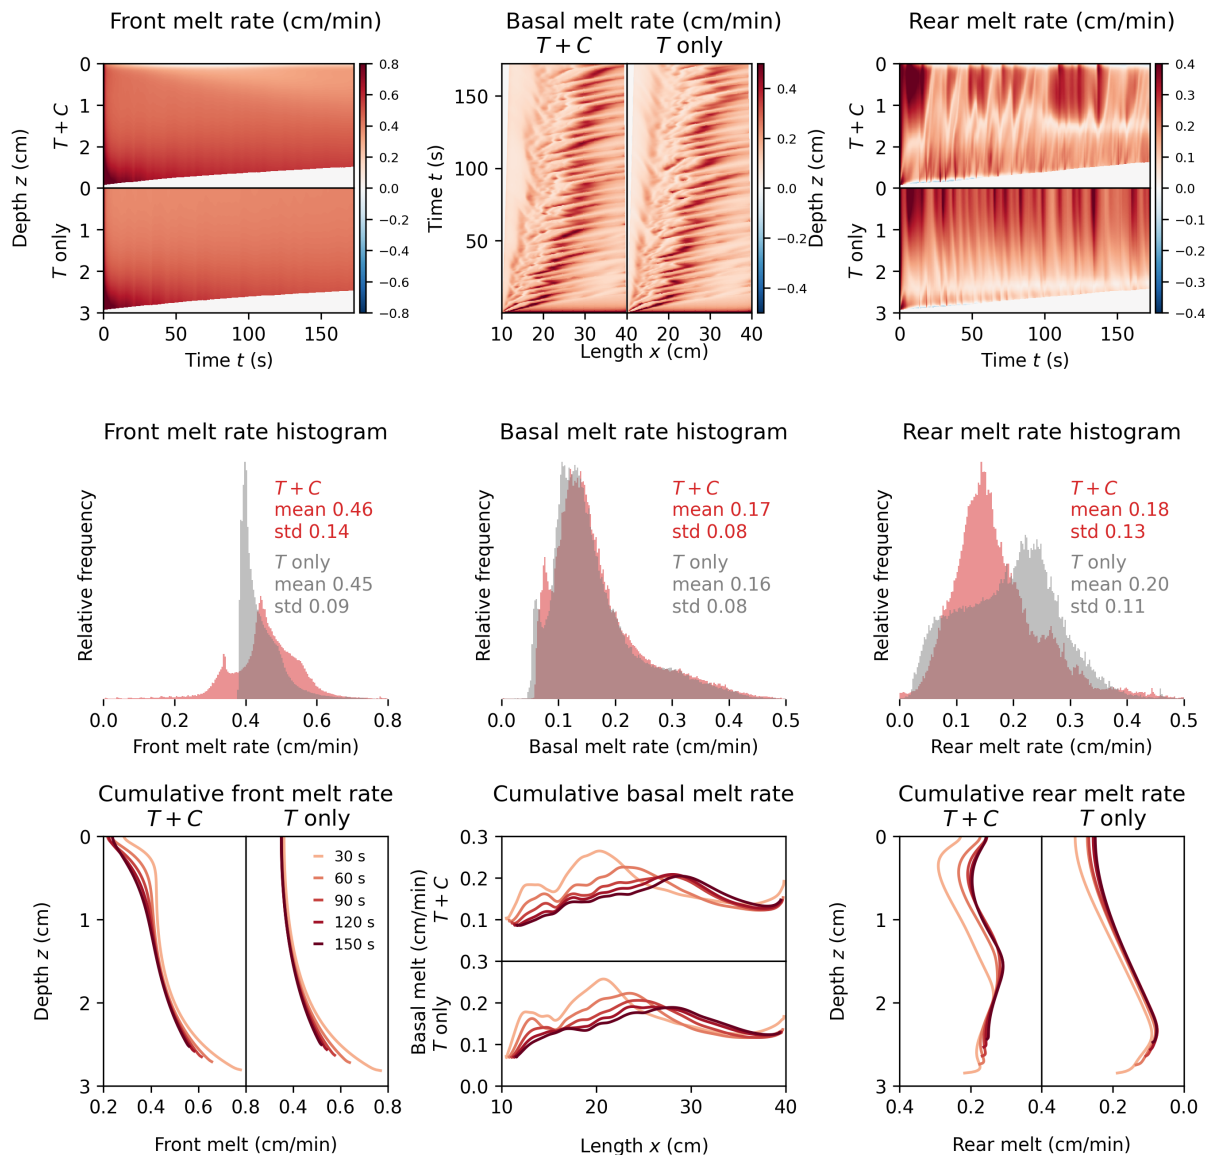 Front melt rate (cm/min)
Basal melt rate (cm/min)
Rear melt rate (cm/min)
T + C
T only
0
1
2
0
1
2
3
T + C
T only
Depth z (cm)
0
50
100
150
Time t (s)
0.8
0.6
0.4
0.2
0.0
−0.2
−0.4
−0.6
−0.8
150
100
50
Time t (s)
10
20
30
40
10
20
30
40
Length x (cm)
0.4
0.2
0.0
−0.2
−0.4
Depth z (cm)
T + C
T only
0
1
2
0
1
2
3
0
50
100
150
Time t (s)
0.4
0.3
0.2
0.1
0.0
−0.1
−0.2
−0.3
−0.4
Front melt rate histogram
Relative frequency
T + C
mean 0.46
std 0.14
T only
mean 0.45
std 0.09
0.0
0.2
0.4
0.6
0.8
Front melt rate (cm/min)
Basal melt rate histogram
Relative frequency
T + C
mean 0.17
std 0.08
T only
mean 0.16
std 0.08
0.0
0.1
0.2
0.3
0.4
0.5
Basal melt rate (cm/min)
Rear melt rate histogram
Relative frequency
T + C
mean 0.18
std 0.13
T only
mean 0.20
std 0.11
0.0
0.1
0.2
0.3
0.4
0.5
Rear melt rate (cm/min)
Cumulative front melt rate
T + C
T only
30 s
60 s
90 s
120 s
150 s
Depth z (cm)
0
1
2
3
0.2
0.4
0.6
0.8
0.4
0.6
0.8
Front melt (cm/min)
Cumulative basal melt rate
Basal melt (cm/min)
T + C
T only
0.3
0.2
0.1
0.3
0.2
0.1
0.0
10
20
30
40
Length x (cm)
Cumulative rear melt rate
T + C
T only
Depth z (cm)
0
1
2
3
0.4
0.2
0.4
0.2
0.0
Rear melt (cm/min)